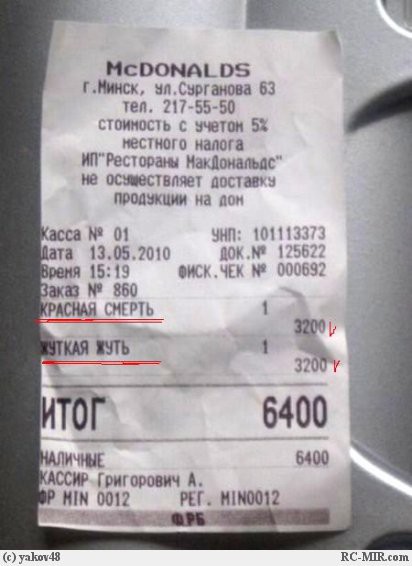 McDONALDS
г.Минск, ул.Сурганова 63
тел. 217-55-50
стоимость с учетом 5%
местного налога
ИП"Рестораны МакДональдс"
не осуществляет доставку
продукции на дом
Касса № 01 УНП: 101113373
Дата 13.05.2010 ДОК.№ 125622
Время 15:19 ФИСК.ЧЕК № 000692
Заказ № 860
КРАСНАЯ СМЕРТЬ 1
3200
ЖУТКАЯ ЖУТЬ 1
3200
ИТОГ 6400
НАЛИЧНЫЕ 6400
КАССИР Григорович А.
ФР MIN 0012 РЕГ. MIN0012
ФРБ
(c) yakov48 RC-MIR.com